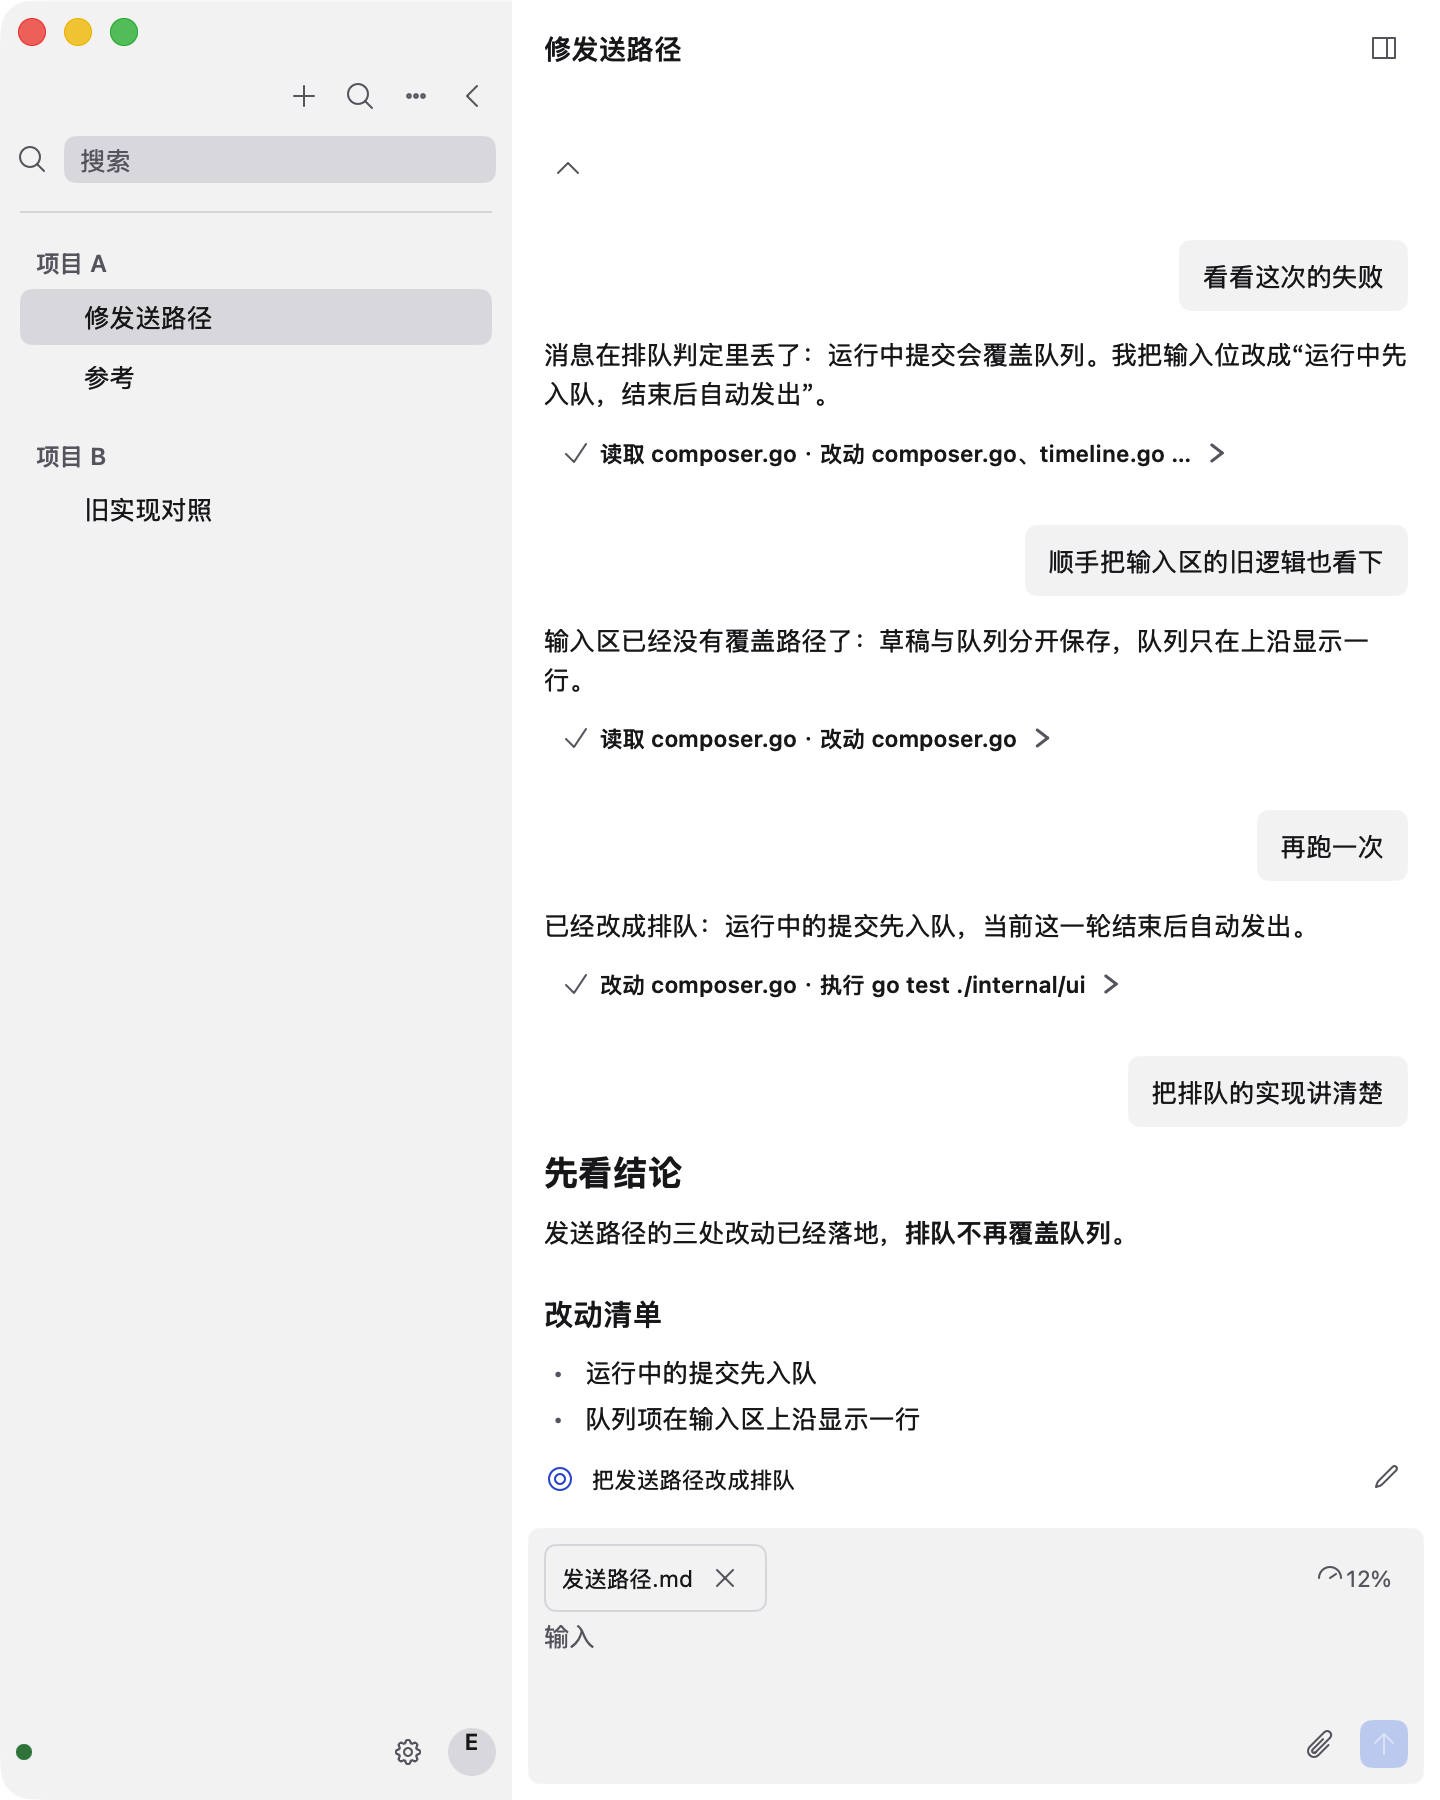 修发送路径
搜索
项目 A
修发送路径
参考
项目 B
旧实现对照
E
看看这次的失败
消息在排队判定里丢了：运行中提交会覆盖队列。我把输入位改成“运行中先
入队，结束后自动发出”。
读取 composer.go · 改动 composer.go、timeline.go ...
顺手把输入区的旧逻辑也看下
输入区已经没有覆盖路径了：草稿与队列分开保存，队列只在上沿显示一
行。
读取 composer.go · 改动 composer.go
再跑一次
已经改成排队：运行中的提交先入队，当前这一轮结束后自动发出。
改动 composer.go · 执行 go test ./internal/ui
把排队的实现讲清楚
先看结论
发送路径的三处改动已经落地，排队不再覆盖队列。
改动清单
• 运行中的提交先入队
• 队列项在输入区上沿显示一行
把发送路径改成排队
发送路径.md
12%
输入